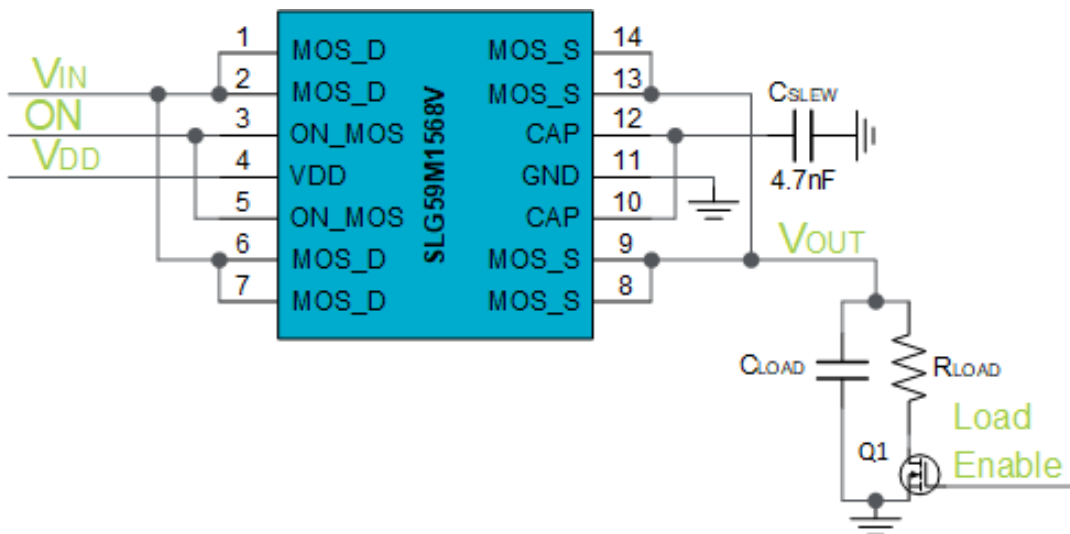 1 MOS_D MOS_S 14
VIN 2 MOS_D MOS_S 13
ON 3 ON_MOS CAP 12
VDD 4 VDD GND 11
5 ON_MOS CAP 10
6 MOS_D MOS_S 9
7 MOS_D MOS_S 8
SLG59M1568V
CSLEW
4.7nF
VOUT
CLOAD
RLOAD
Q1
Load
Enable